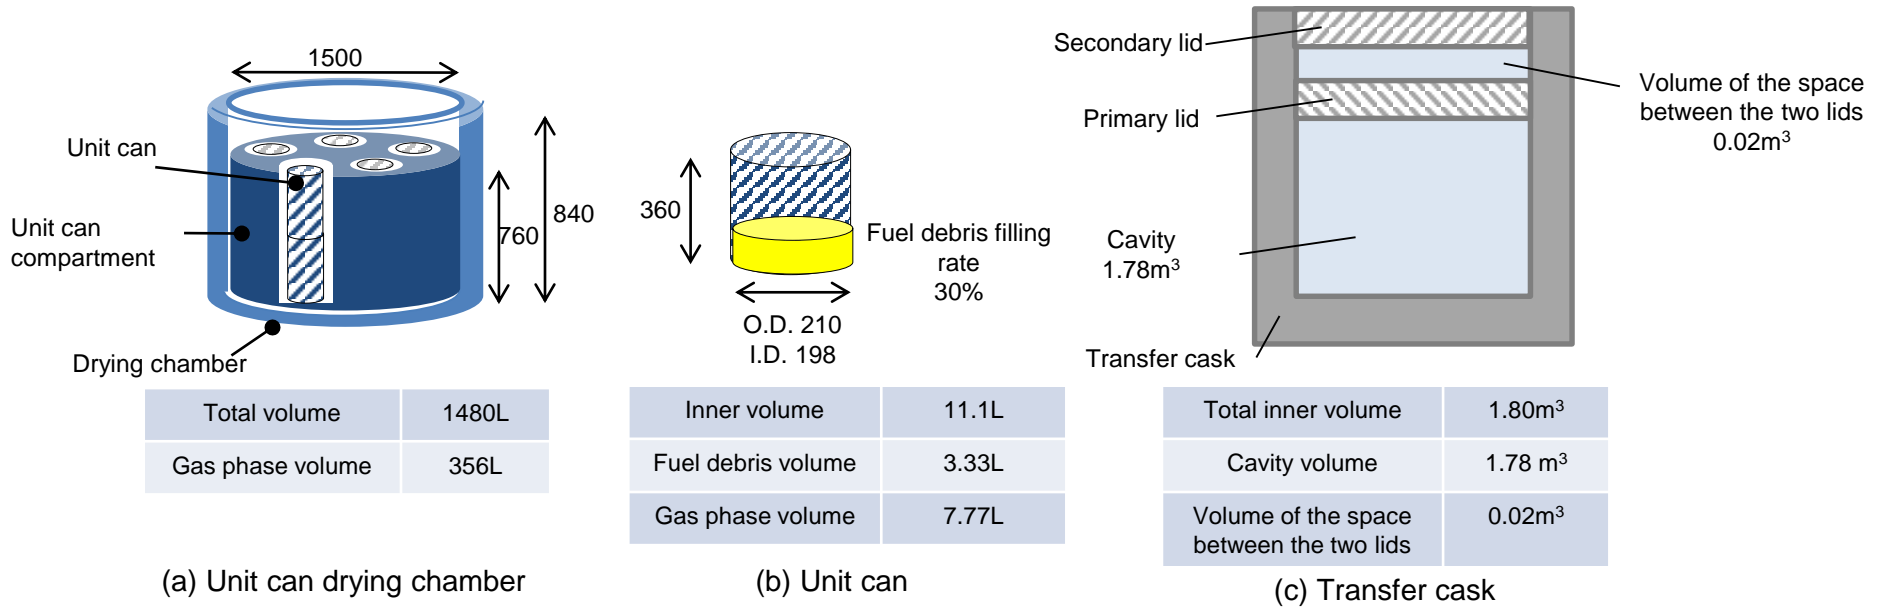 1500
Unit can
Unit can
compartment
Drying chamber
760
840
Total volume 1480L
Gas phase volume 356L
(a) Unit can drying chamber
360
Fuel debris filling
rate
30%
O.D. 210
I.D. 198
Inner volume 11.1L
Fuel debris volume 3.33L
Gas phase volume 7.77L
(b) Unit can
Secondary lid
Primary lid
Volume of the space
between the two lids
0.02m³
Cavity
1.78m³
Transfer cask
Total inner volume 1.80m³
Cavity volume 1.78 m³
Volume of the space 0.02m³
between the two lids
(c) Transfer cask